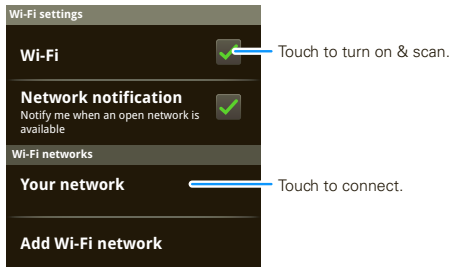 Wi-Fi settings
Wi-Fi
Touch to turn on & scan.
Network notification
Notify me when an open network is
available
Wi-Fi networks
Your network
Touch to connect.
Add Wi-Fi network